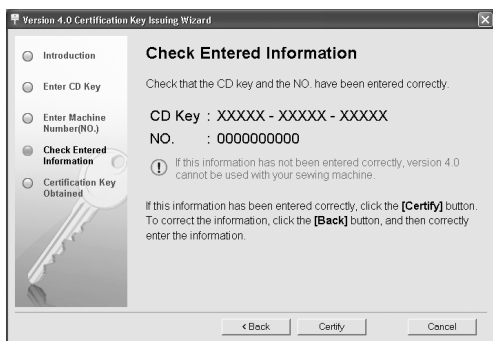 Version 4.0 Certification Key Issuing Wizard
Introduction
Enter CD Key
Enter Machine
Number(NO.)
Check Entered
Information
Certification Key
Obtained
Check Entered Information
Check that the CD key and the NO. have been entered correctly.
CD Key : XXXXX - XXXXX - XXXXX
NO. : 0000000000
If this information has not been entered correctly, version 4.0
cannot be used with your sewing machine.
If this information has been entered correctly, click the [Certify] button.
To correct the information, click the [Back] button, and then correctly
enter the information.
< Back
Certify
Cancel